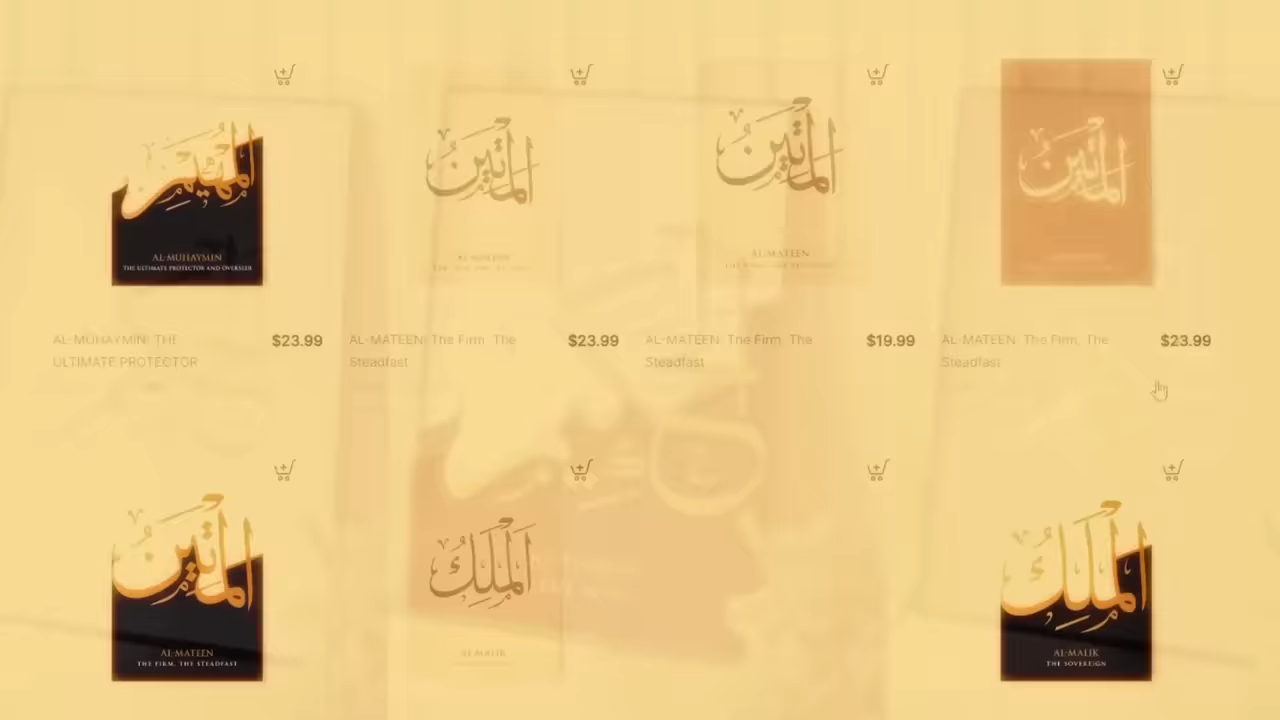 المهيمن
AL-MUHAYMIN
THE ULTIMATE PROTECTOR AND OVERSEER
المتين
المتين
AL-MATEEN
المتين
AL-MUHAYMIN: THE
ULTIMATE PROTECTOR
$23.99
AL-MATEEN: The Firm, The
Steadfast
$23.99
AL-MATEEN: The Firm, The
Steadfast
$19.99
AL-MATEEN: The Firm, The
Steadfast
$23.99
المتين
AL-MATEEN
THE FIRM, THE STEADFAST
الملك
AL-MALIK
الملك
AL-MALIK
THE SOVEREIGN